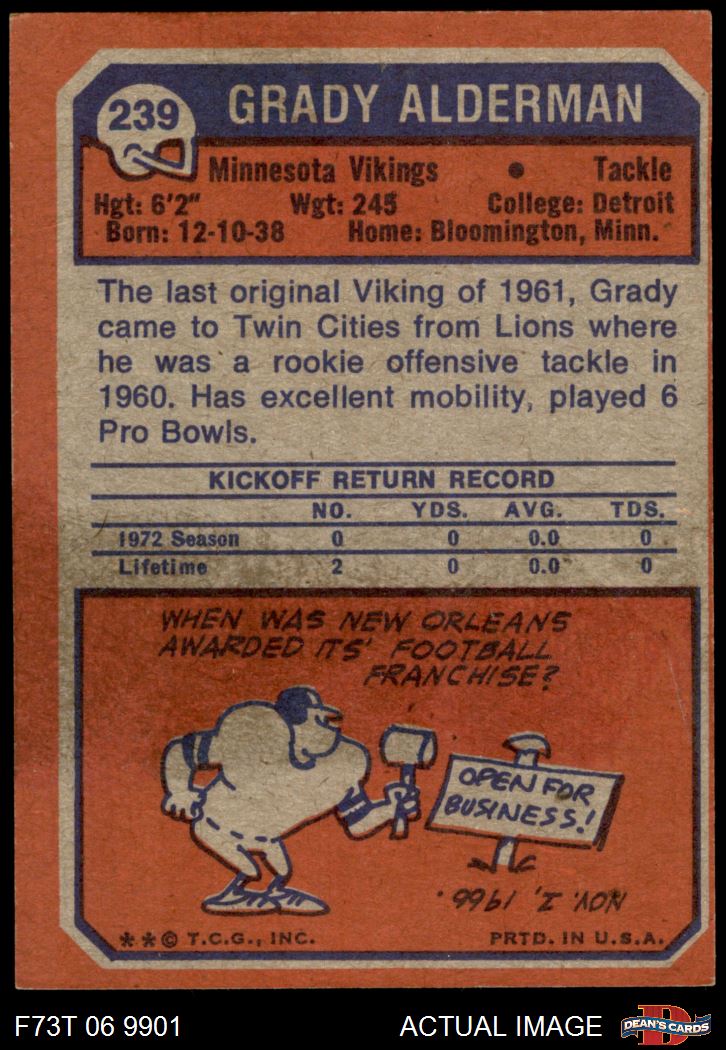 239
GRADY ALDERMAN
Minnesota Vikings • Tackle
Hgt: 6'2" Wgt: 245 College: Detroit
Born: 12-10-38 Home: Bloomington, Minn.
The last original Viking of 1961, Grady
came to Twin Cities from Lions where
he was a rookie offensive tackle in
1960. Has excellent mobility, played 6
Pro Bowls.
KICKOFF RETURN RECORD
NO. YDS. AVG. TDS.
1972 Season 0 0 0.0 0
Lifetime 2 0 0.0 0
WHEN WAS NEW ORLEANS
AWARDED ITS' FOOTBALL
FRANCHISE?
OPEN FOR
BUSINESS!
NOV. 1, 1966.
** © T.C.G., INC. PRTD. IN U.S.A.
F73T 06 9901 ACTUAL IMAGE
D
DEAN'S CARDS